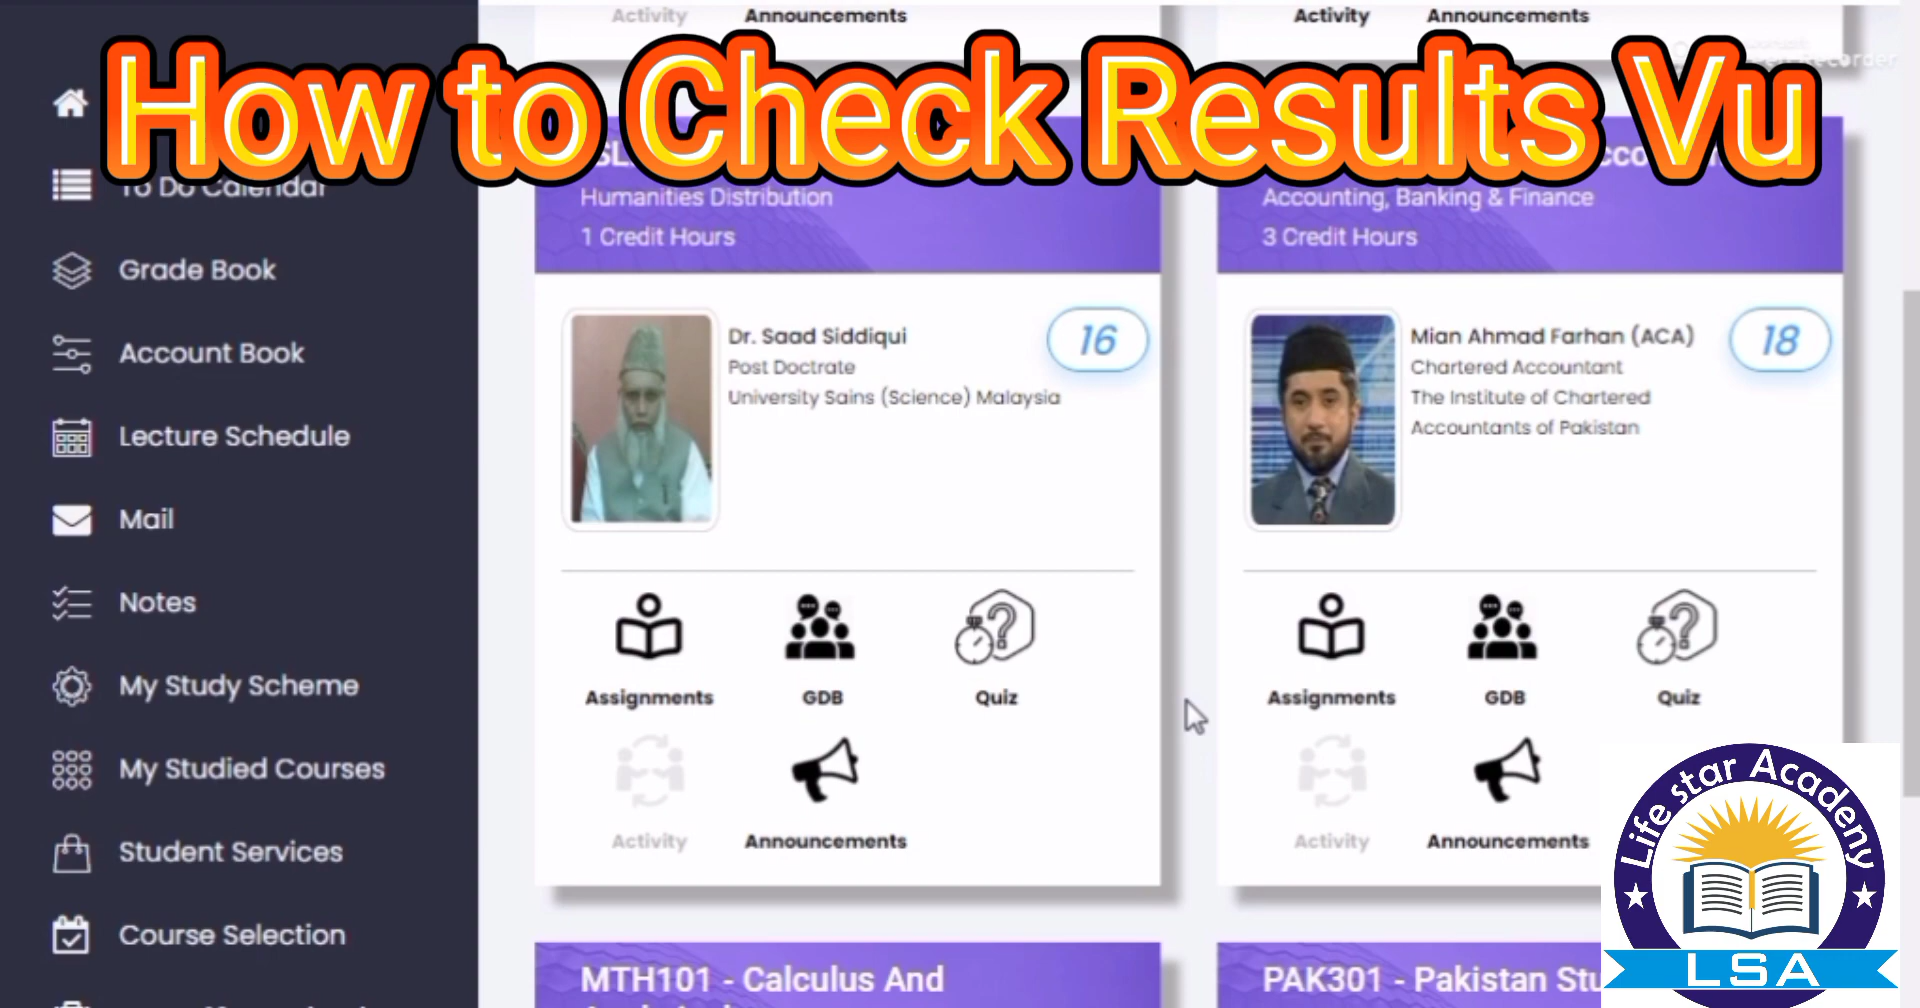 Activity
Announcements
Activity
Announcements
How to Check Results Vu
To Do Calendar
Grade Book
Account Book
Lecture Schedule
Mail
Notes
My Study Scheme
My Studied Courses
Student Services
Course Selection
Humanities Distribution
1 Credit Hours
Dr. Saad Siddiqui
Post Doctrate
University Sains (Science) Malaysia
16
Assignments
GDB
Quiz
Activity
Announcements
Accounting, Banking & Finance
3 Credit Hours
Mian Ahmad Farhan (ACA)
Chartered Accountant
The Institute of Chartered
Accountants of Pakistan
18
Assignments
GDB
Quiz
Activity
Announcements
MTH101 - Calculus And
PAK301 - Pakistan Stu
Life star Academy
LSA